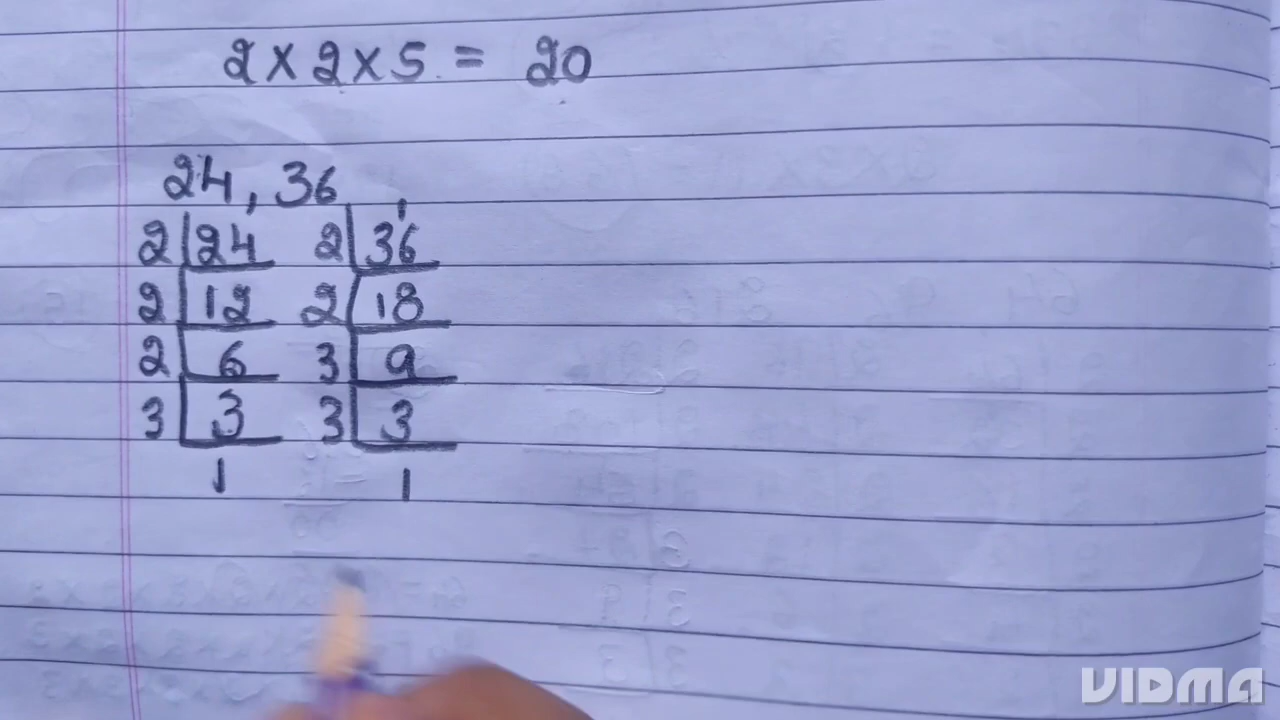 2 × 2 × 5 = 20
24, 36
2 | 24 2 | 36
2 | 12 2 | 18
2 | 6 3 | 9
3 | 3 3 | 3
1 1
VIDMA